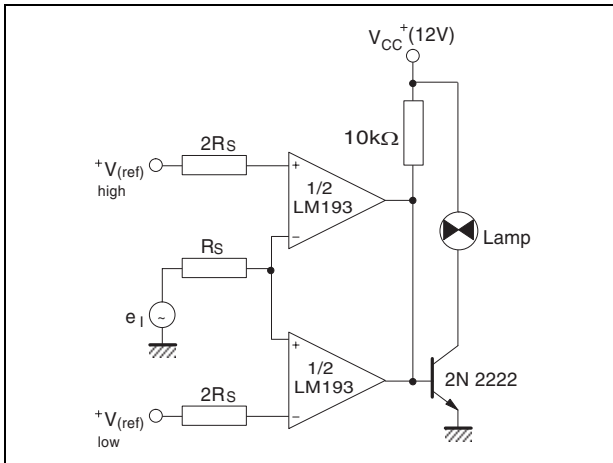 VCC+(12V)
2RS
10kΩ
+V(ref)
high
+
1/2
LM193
−
Lamp
RS
eI
~
+
1/2
LM193
−
2N 2222
2RS
+V(ref)
low